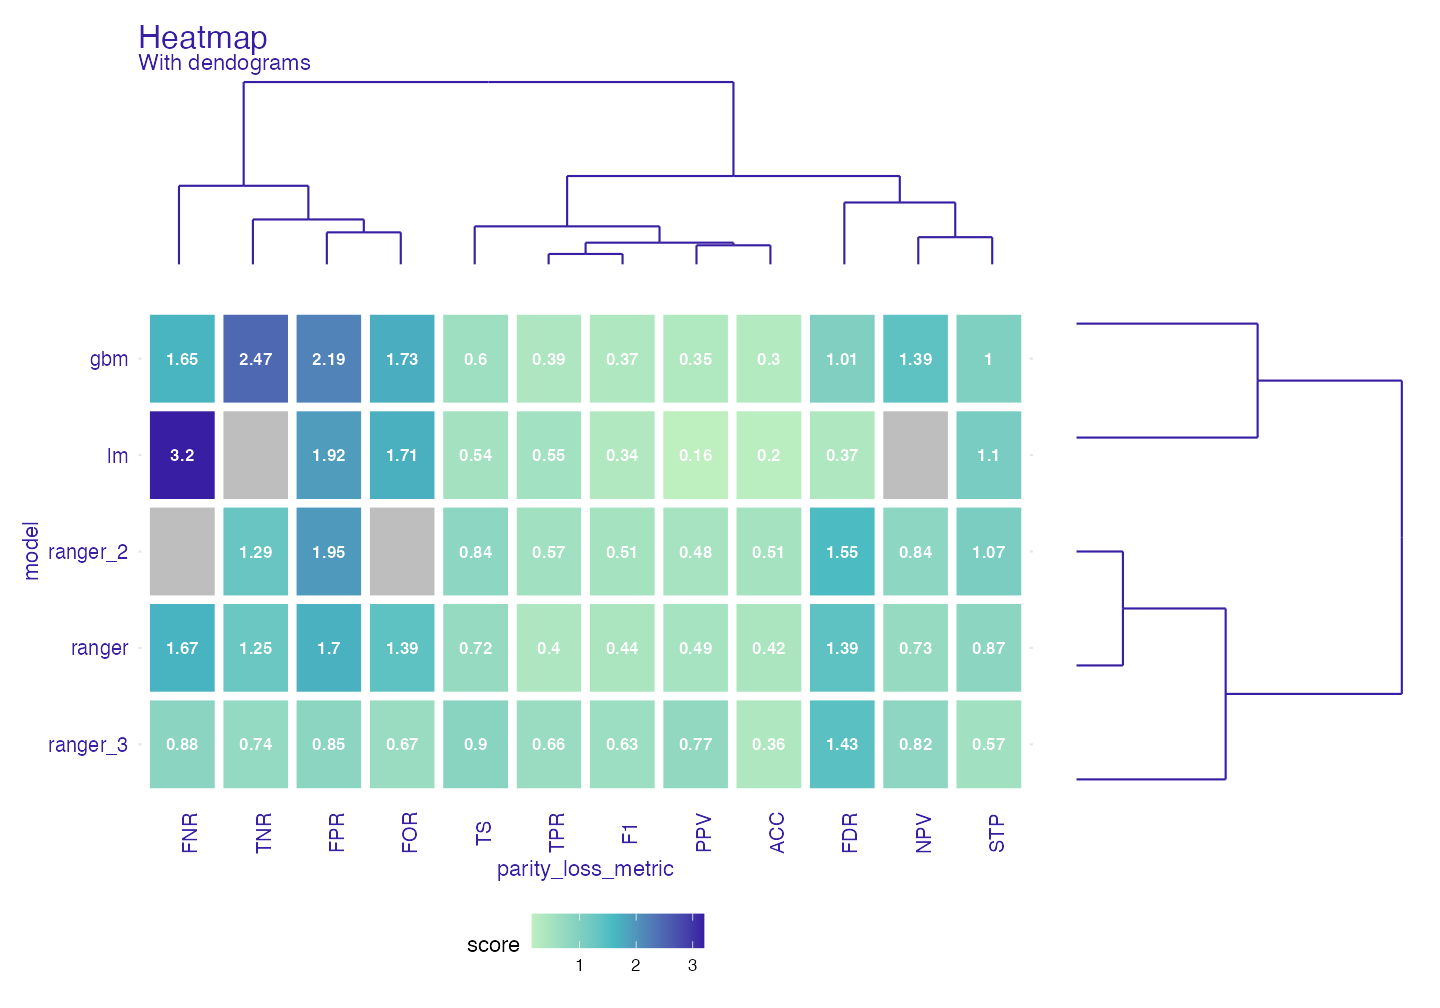 Heatmap
With dendograms
gbm 1.65 2.47 2.19 1.73 0.6 0.39 0.37 0.35 0.3 1.01 1.39 1
lm 3.2 1.92 1.71 0.54 0.55 0.34 0.16 0.2 0.37 1.1
ranger_2 1.29 1.95 0.84 0.57 0.51 0.48 0.51 1.55 0.84 1.07
ranger 1.67 1.25 1.7 1.39 0.72 0.4 0.44 0.49 0.42 1.39 0.73 0.87
ranger_3 0.88 0.74 0.85 0.67 0.9 0.66 0.63 0.77 0.36 1.43 0.82 0.57
model
FNR TNR FPR FOR TS TPR F1 PPV ACC FDR NPV STP
parity_loss_metric
score
1 2 3